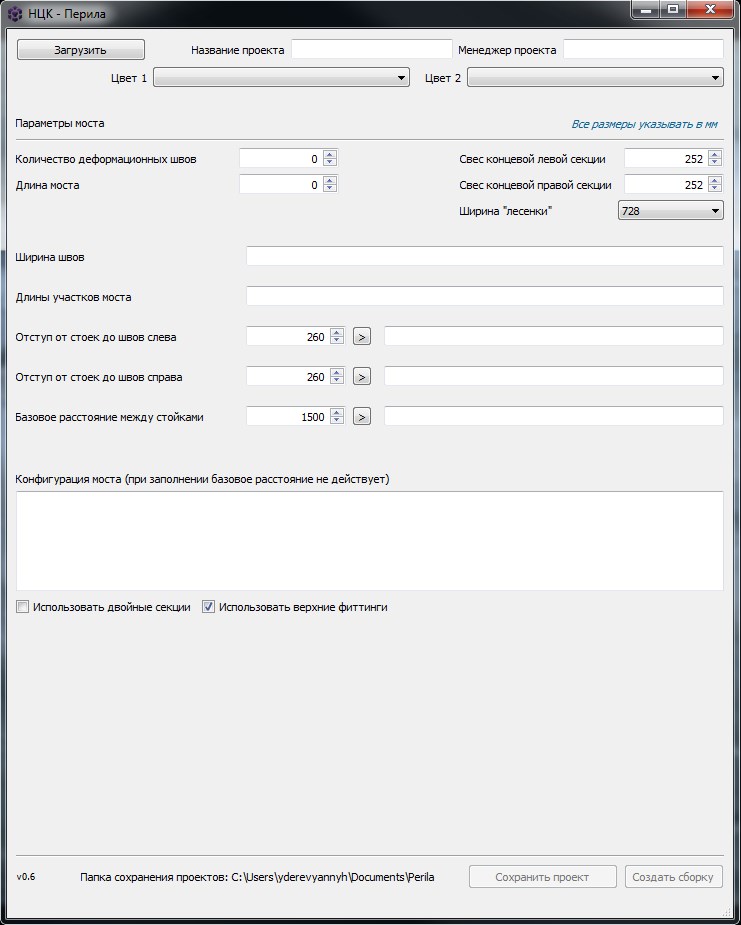 НЦК - Перила
Загрузить Название проекта Менеджер проекта
Цвет 1 Цвет 2
Параметры моста Все размеры указывать в мм
Количество деформационных швов 0 Свес концевой левой секции 252
Длина моста 0 Свес концевой правой секции 252
Ширина "лесенки" 728
Ширина швов
Длины участков моста
Отступ от стоек до швов слева 260 >
Отступ от стоек до швов справа 260 >
Базовое расстояние между стойками 1500 >
Конфигурация моста (при заполнении базовое расстояние не действует)
Использовать двойные секции Использовать верхние фиттинги
v0.6 Папка сохранения проектов: C:\Users\yderevyannyh\Documents\Perila Сохранить проект Создать сборку